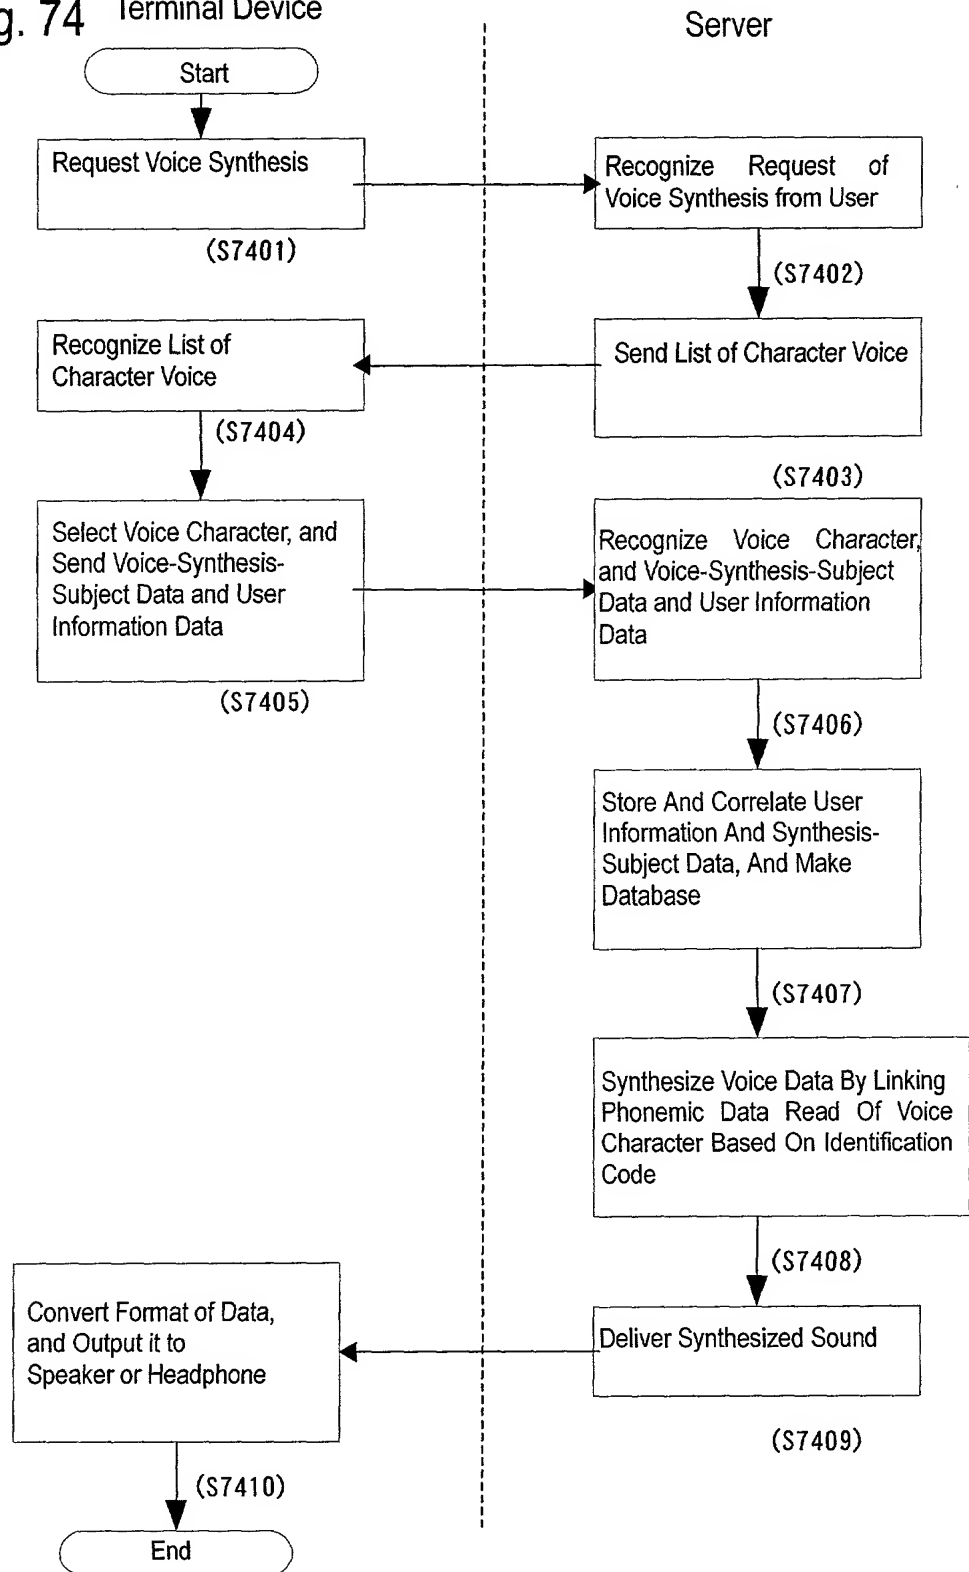 g. 74
Terminal Device
Server
Start
Request Voice Synthesis
(S7401)
Recognize Request of
Voice Synthesis from User
(S7402)
Send List of Character Voice
(S7403)
Recognize List of
Character Voice
(S7404)
Select Voice Character, and
Send Voice-Synthesis-
Subject Data and User
Information Data
(S7405)
Recognize Voice Character,
and Voice-Synthesis-Subject
Data and User Information
Data
(S7406)
Store And Correlate User
Information And Synthesis-
Subject Data, And Make
Database
(S7407)
Synthesize Voice Data By Linking
Phonemic Data Read Of Voice
Character Based On Identification
Code
(S7408)
Deliver Synthesized Sound
(S7409)
Convert Format of Data,
and Output it to
Speaker or Headphone
(S7410)
End